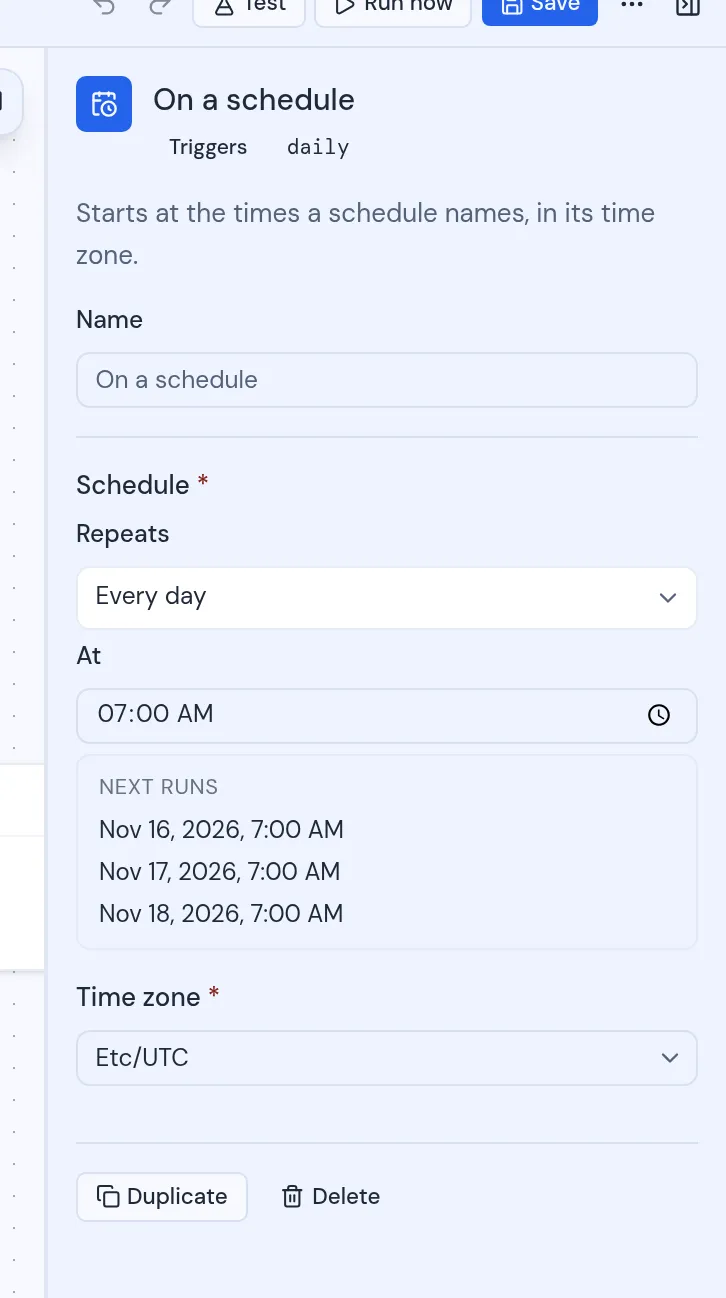 Test
Run now
Save
On a schedule
Triggers
daily
Starts at the times a schedule names, in its time
zone.
Name
On a schedule
Schedule *
Repeats
Every day
At
07:00 AM
NEXT RUNS
Nov 16, 2026, 7:00 AM
Nov 17, 2026, 7:00 AM
Nov 18, 2026, 7:00 AM
Time zone *
Etc/UTC
Duplicate
Delete